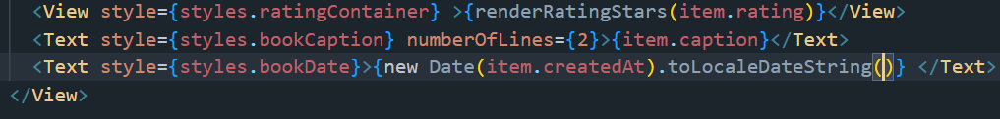 <View style={styles.ratingContainer} >{renderRatingStars(item.rating)}</View>
<Text style={styles.bookCaption} numberOfLines={2}>{item.caption}</Text>
<Text style={styles.bookDate}>{new Date(item.createdAt).toLocaleDateString()} </Text>
</View>